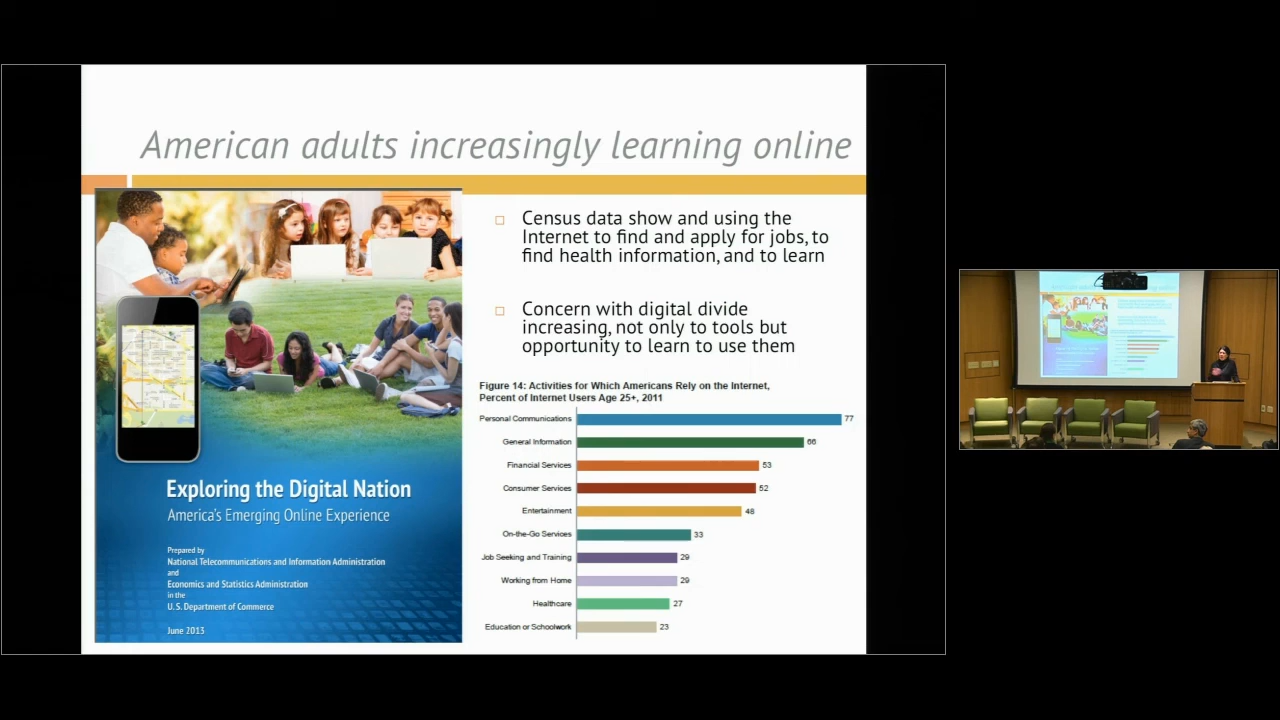 American adults increasingly learning online
Census data show and using the
Internet to find and apply for jobs, to
find health information, and to learn
Concern with digital divide
increasing, not only to tools but
opportunity to learn to use them
Exploring the Digital Nation
America's Emerging Online Experience
Prepared by
National Telecommunications and Information Administration
and
Economics and Statistics Administration
in the
U.S. Department of Commerce
June 2013
Figure 14: Activities for Which Americans Rely on the Internet,
Percent of Internet Users Age 25+, 2011
Personal Communications 77
General Information 66
Financial Services 53
Consumer Services 52
Entertainment 48
On-the-Go Services 33
Job Seeking and Training 29
Working from Home 29
Healthcare 27
Education or Schoolwork 23